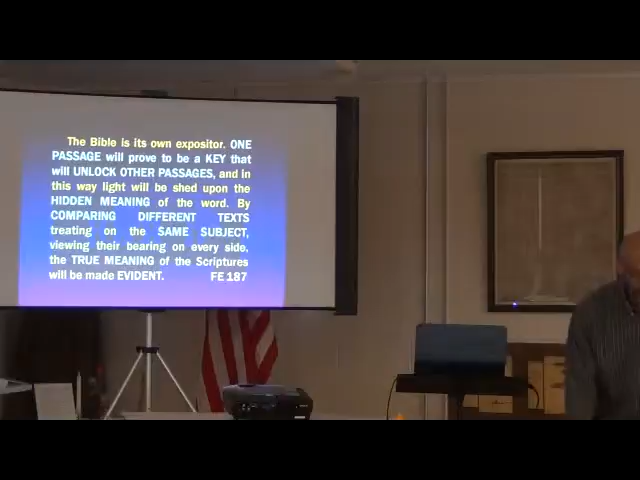 The Bible is its own expositor. ONE
PASSAGE will prove to be a KEY that
will UNLOCK OTHER PASSAGES, and in
this way light will be shed upon the
HIDDEN MEANING of the word. By
COMPARING DIFFERENT TEXTS
treating on the SAME SUBJECT,
viewing their bearing on every side,
the TRUE MEANING of the Scriptures
will be made EVIDENT. FE 187